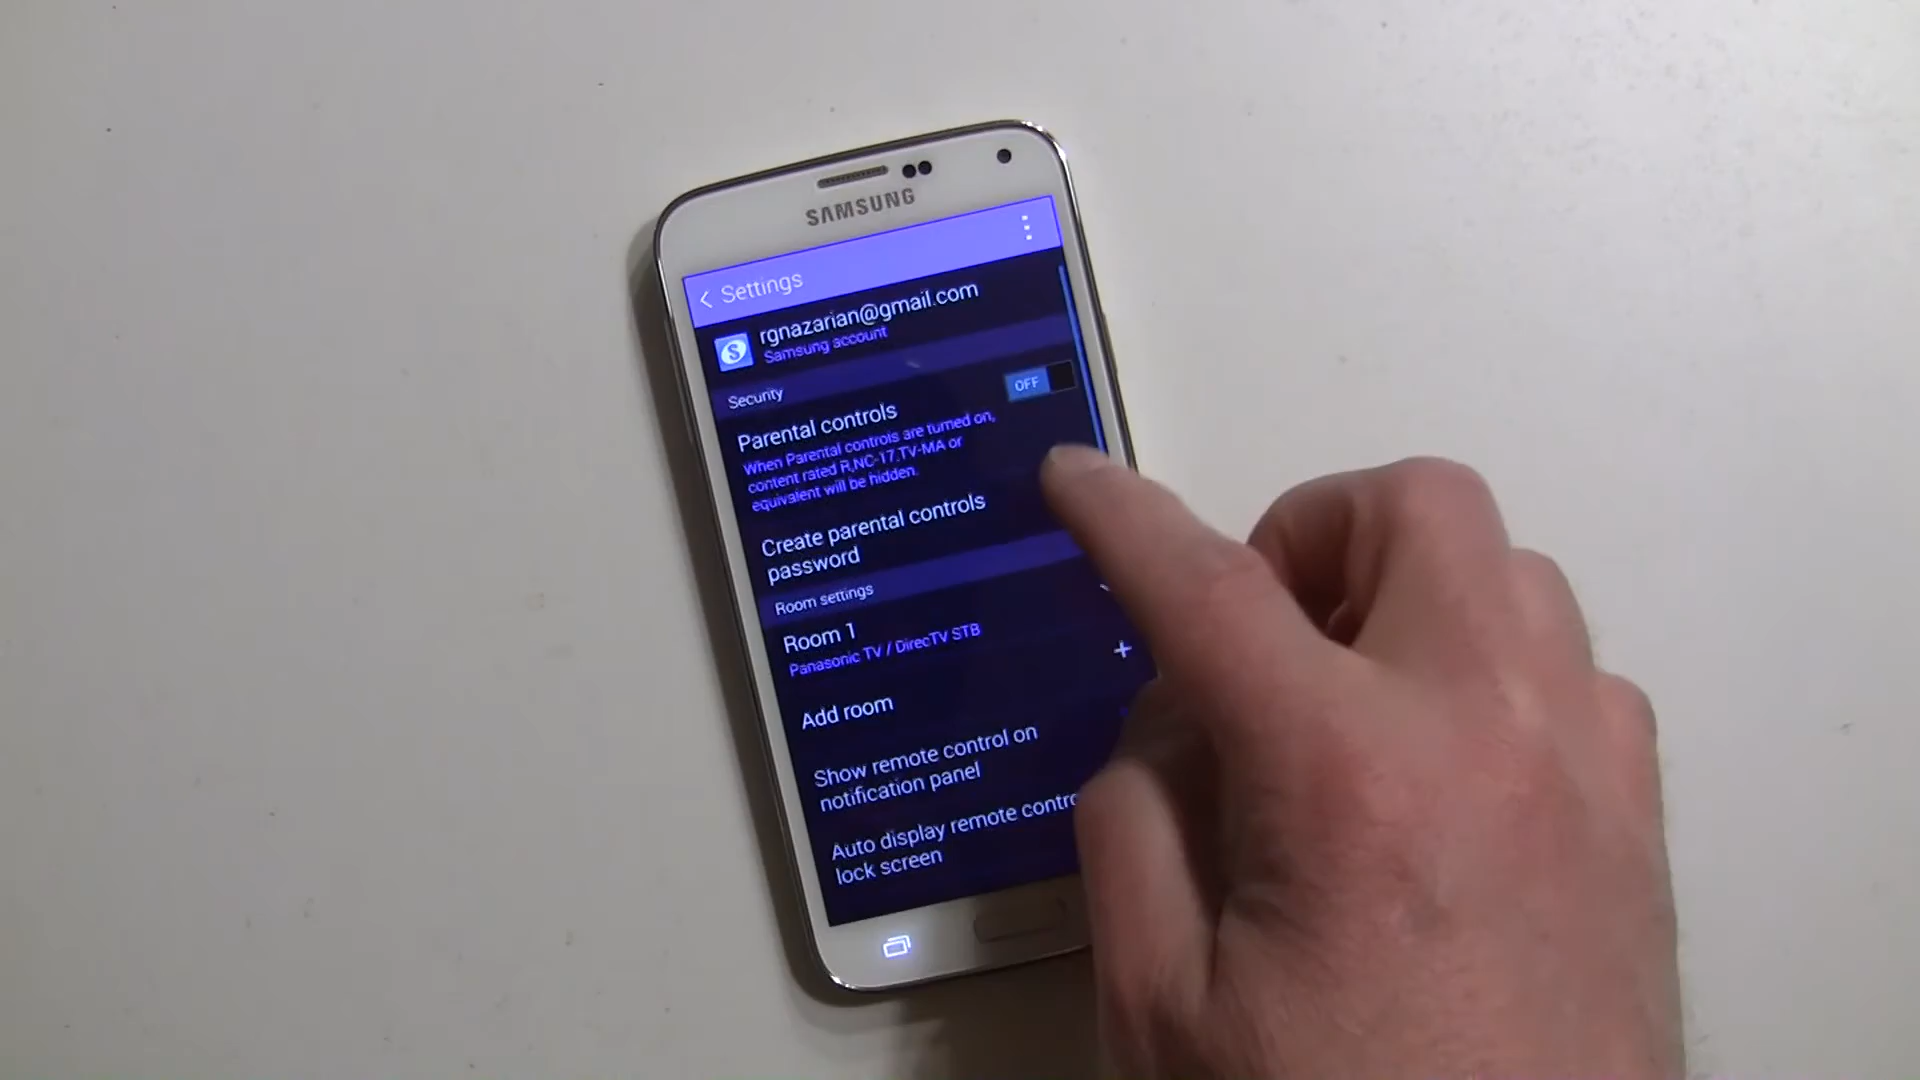 SAMSUNG
Settings
rgnazarian@gmail.com
Samsung account
Security
OFF
Parental controls
When Parental controls are turned on,
content rated R,NC-17,TV-MA or
equivalent will be hidden.
Create parental controls
password
Room settings
Room 1
Panasonic TV / DirecTV STB
Add room
Show remote control on
notification panel
Auto display remote contro
lock screen